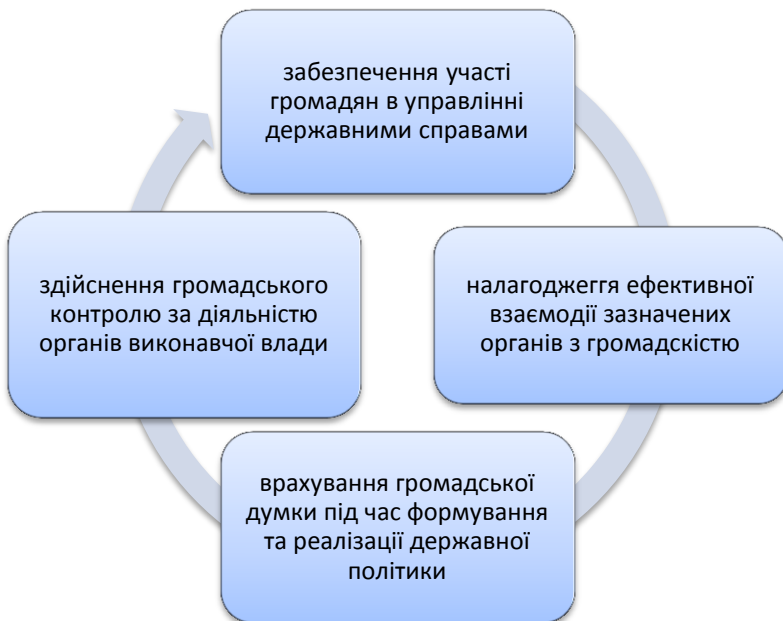 забезпечення участі
громадян в управлінні
державними справами
здійснення громадського
контролю за діяльністю
органів виконавчої влади
налагоджеггя ефективної
взаємодії зазначених
органів з громадскістю
врахування громадської
думки під час формування
та реалізації державної
політики